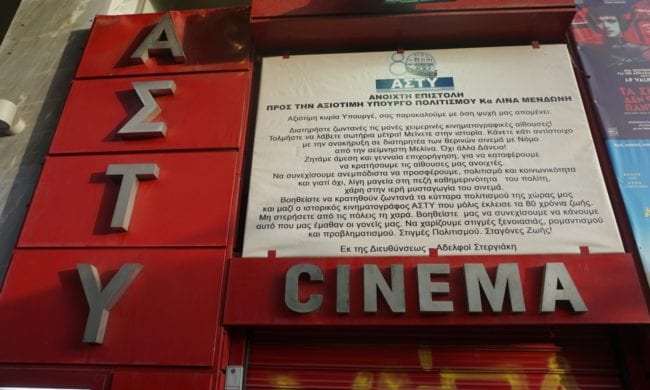 ΑΣΤΥ
8
ΑΣΤΥ
ΑΝΟΙΧΤΗ ΕΠΙΣΤΟΛΗ
ΠΡΟΣ ΤΗΝ ΑΞΙΟΤΙΜΗ ΥΠΟΥΡΓΟ ΠΟΛΙΤΙΣΜΟΥ Κα ΛΙΝΑ ΜΕΝΔΩΝΗ
Αξιότιμη κυρία Υπουργέ, σας παρακαλούμε με όση ψυχή μας απομένει:
Διατηρήστε ζωντανές τις μόνες χειμερινές κινηματογραφικές αίθουσες!
Τολμήστε να λάβετε σωτήρια μέτρα! Μείνετε στην ιστορία. Κάνετε κάτι αντίστοιχο
με την ανακήρυξη σε διατηρητέα των θερινών σινεμά με Νόμο
από την αείμνηστη Μελίνα. Όχι άλλα Δάνεια!
Ζητάμε άμεση και γενναία επιχορήγηση, για να καταφέρουμε
να κρατήσουμε τις αίθουσες μας ανοιχτές.
Να συνεχίσουμε ανεμπόδιστα να προσφέρουμε, πολιτισμό και κοινωνικότητα
και γιατί όχι, λίγη μαγεία στη πεζή καθημερινότητα του πολίτη,
χάρη στην ιερή μυσταγωγία του σινεμά.
Βοηθείστε να κρατηθούν ζωντανά τα κύτταρα πολιτισμού της χώρας μας
και μαζί ο ιστορικός κινηματογράφος ΑΣΤΥ που μόλις έκλεισε τα 80 χρόνια ζωής.
Μη στερήσετε από τις πόλεις τη χαρά. Βοηθείστε μας να συνεχίσουμε να κάνουμε
αυτό που μας έμαθαν οι γονείς μας. Να χαρίζουμε στιγμές ξενοιασιάς, ρομαντισμού
και προβληματισμού. Στιγμές Πολιτισμού. Σταγόνες Ζωής!
Εκ της Διευθύνσεως Αδελφοί Στεργιάκη
CINEMA
ΤΑ ΣΚ
ΔΕΝ